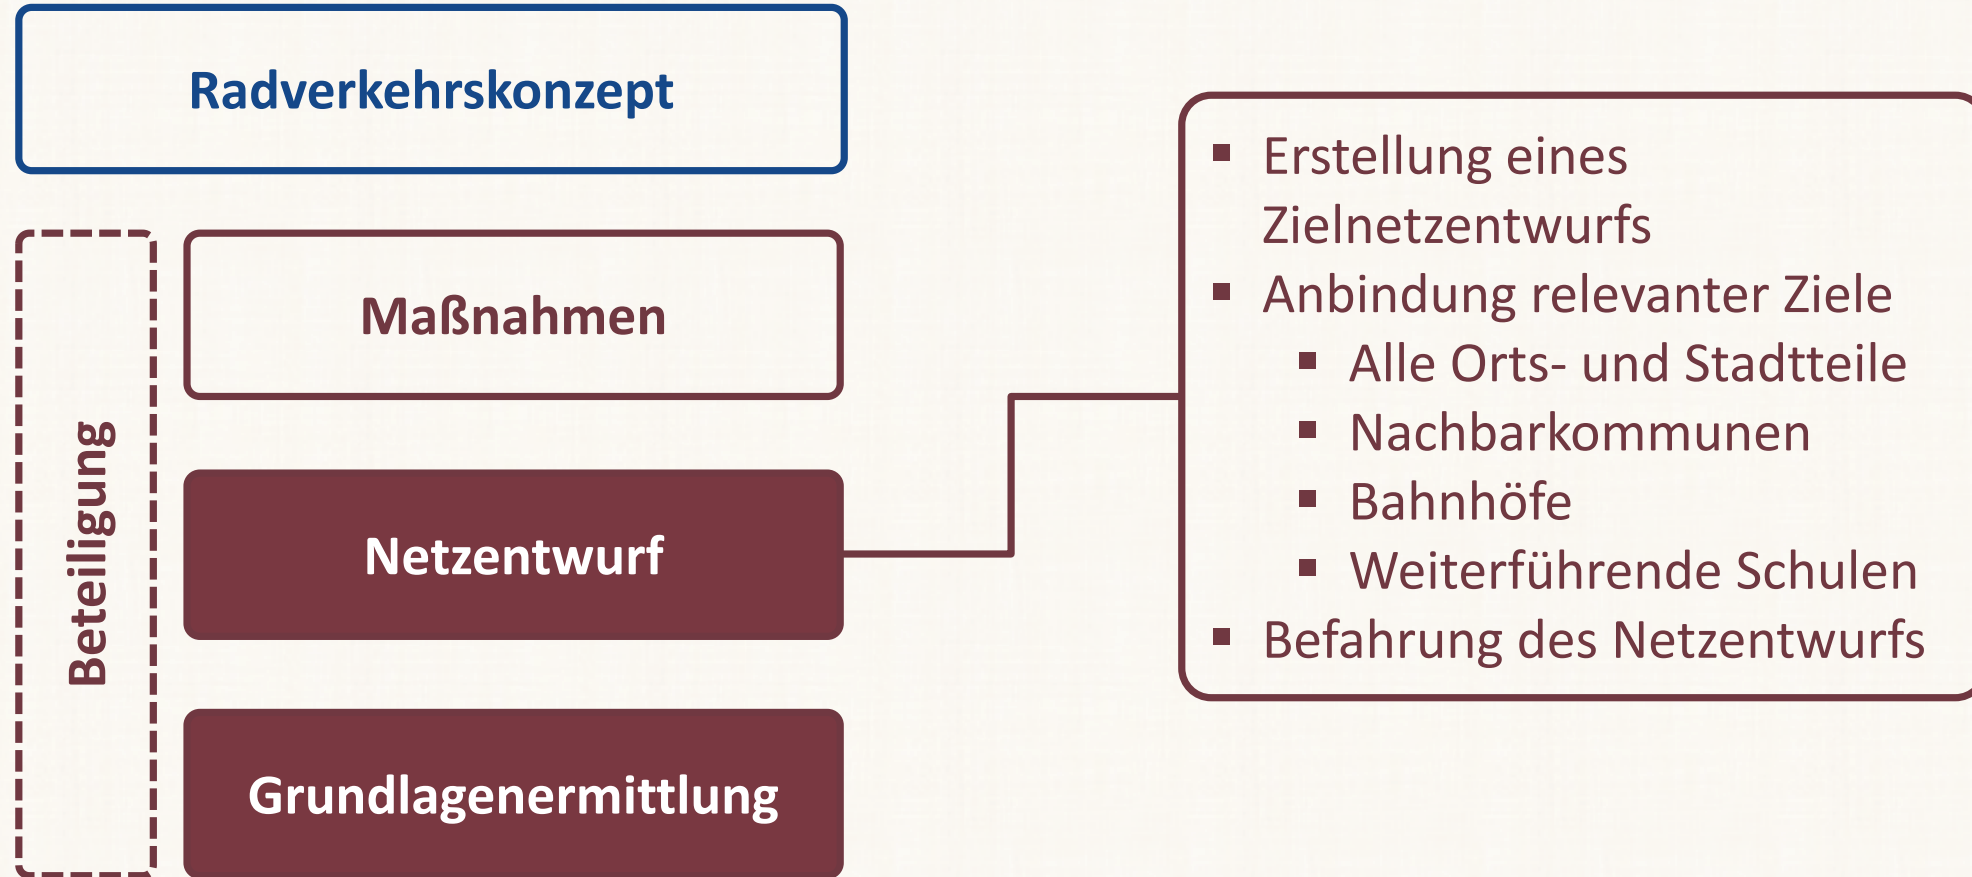 Radverkehrskonzept
Beteiligung
Maßnahmen
Netzentwurf
Grundlagenermittlung
▪ Erstellung eines
Zielnetzentwurfs
▪ Anbindung relevanter Ziele
▪ Alle Orts- und Stadtteile
▪ Nachbarkommunen
▪ Bahnhöfe
▪ Weiterführende Schulen
▪ Befahrung des Netzentwurfs